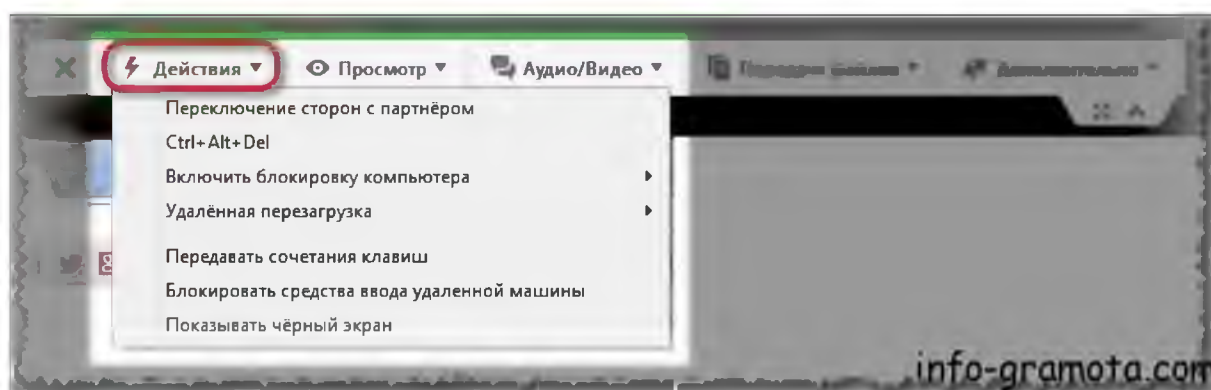 Действия Просмотр Аудио/Видео
Переключение сторон с партнёром
Ctrl+Alt+Del
Включить блокировку компьютера
Удалённая перезагрузка
Передавать сочетания клавиш
Блокировать средства ввода удаленной машины
Показывать чёрный экран
info-gramota.com